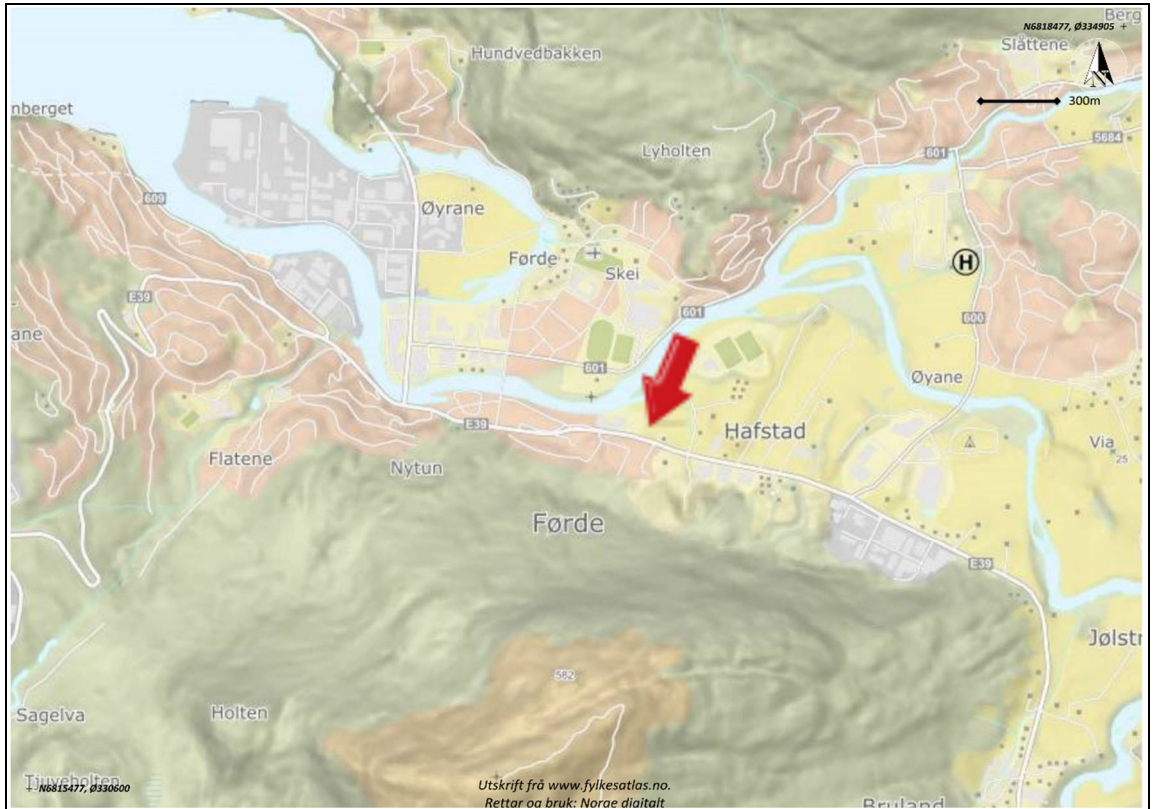 Berg
N6818477, Ø334905 +
Slåttene
N
300m
Hundvedbakken
nberget
5684
601
Lyholten
609
Øyrane
Førde
Skei
H
E39
601
600
ane
601
Øyane
Hafstad
E39
Via
25
Flatene
Nytun
Førde
E39
Jølstr
582
Sagelva
Holten
Tjuveholten
+ N6815477, Ø330600
Utskrift frå www.fylkesatlas.no.
Rettar og bruk: Norge digitalt
Bruland